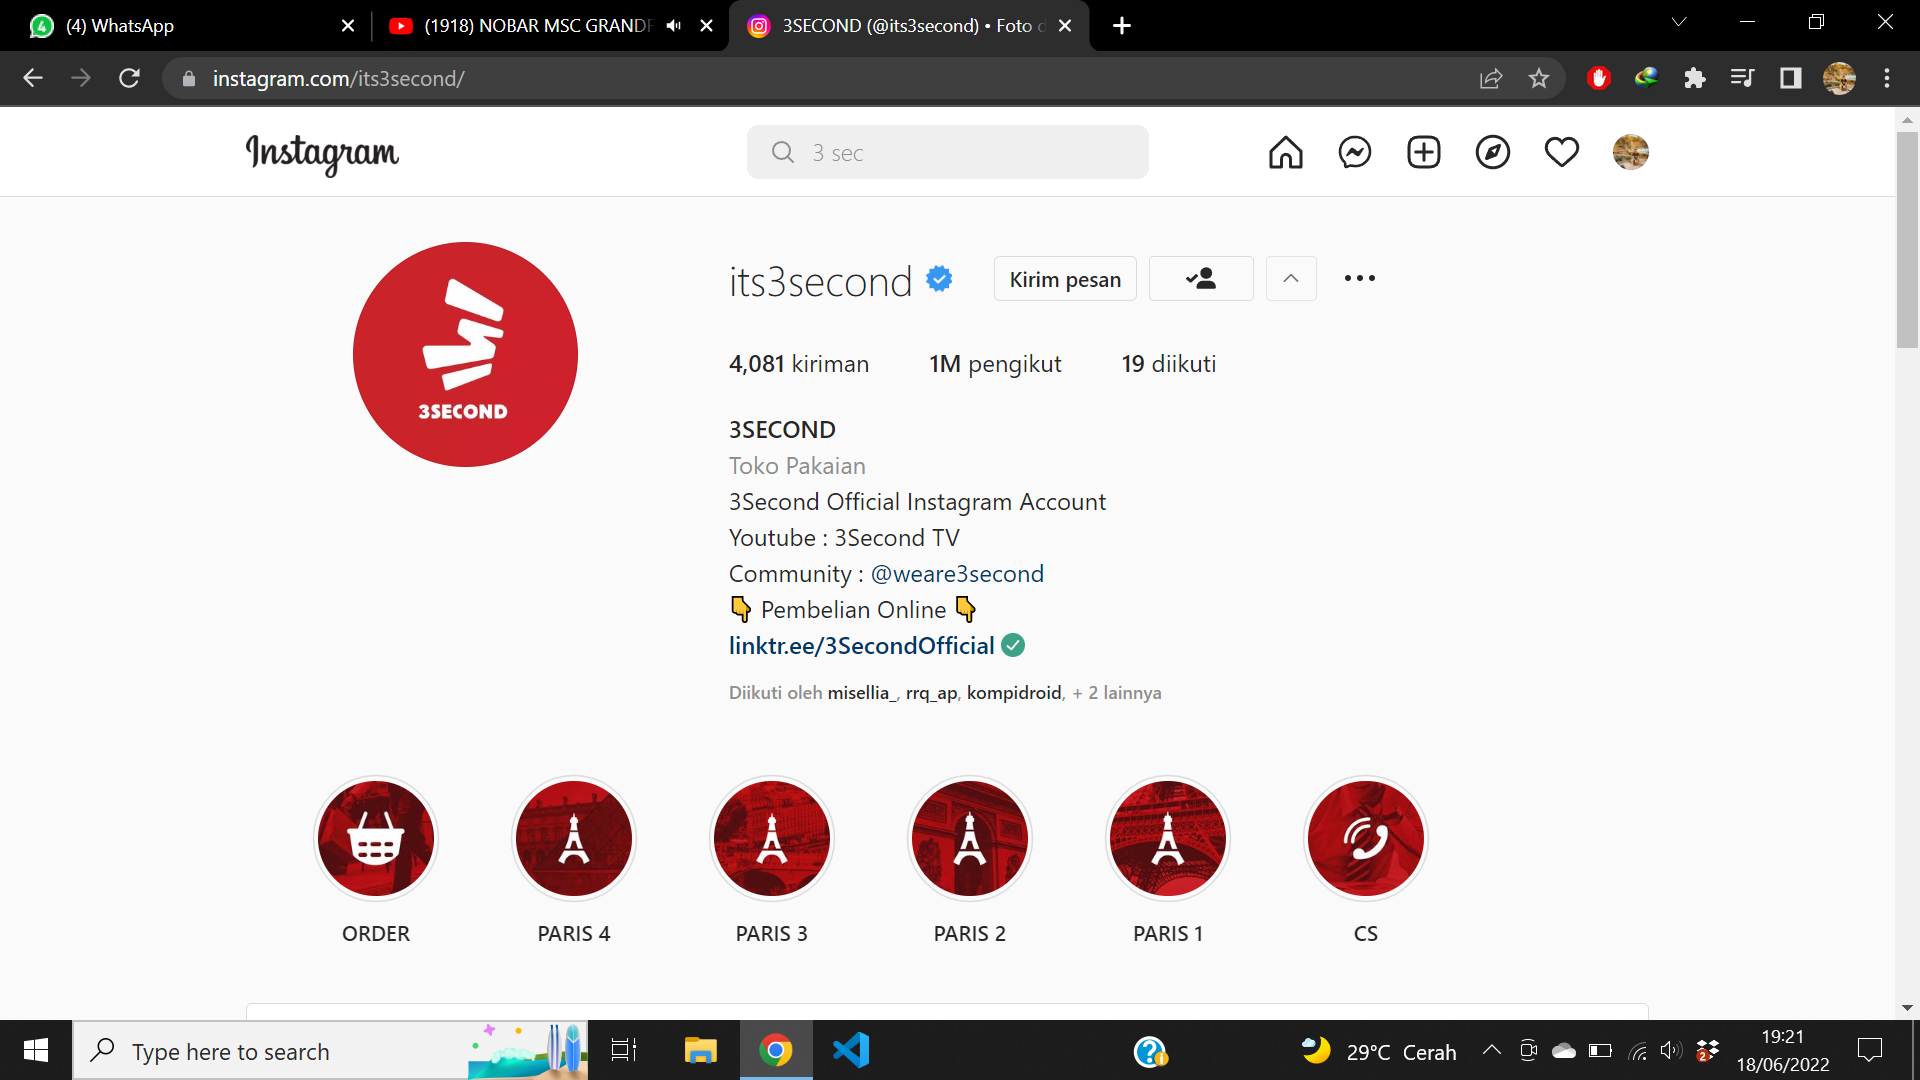 (4) WhatsApp
(1918) NOBAR MSC GRAND
3SECOND (@its3second) • Foto d
instagram.com/its3second/
Instagram
3 sec
its3second
Kirim pesan
4,081 kiriman
1M pengikut
19 diikuti
3SECOND
3SECOND
Toko Pakaian
3Second Official Instagram Account
Youtube : 3Second TV
Community : @weare3second
👇 Pembelian Online 👇
linktr.ee/3SecondOfficial
Diikuti oleh misellia_, rrq_ap, kompidroid, + 2 lainnya
ORDER
PARIS 4
PARIS 3
PARIS 2
PARIS 1
CS
Type here to search
29°C Cerah
2
19:21
18/06/2022